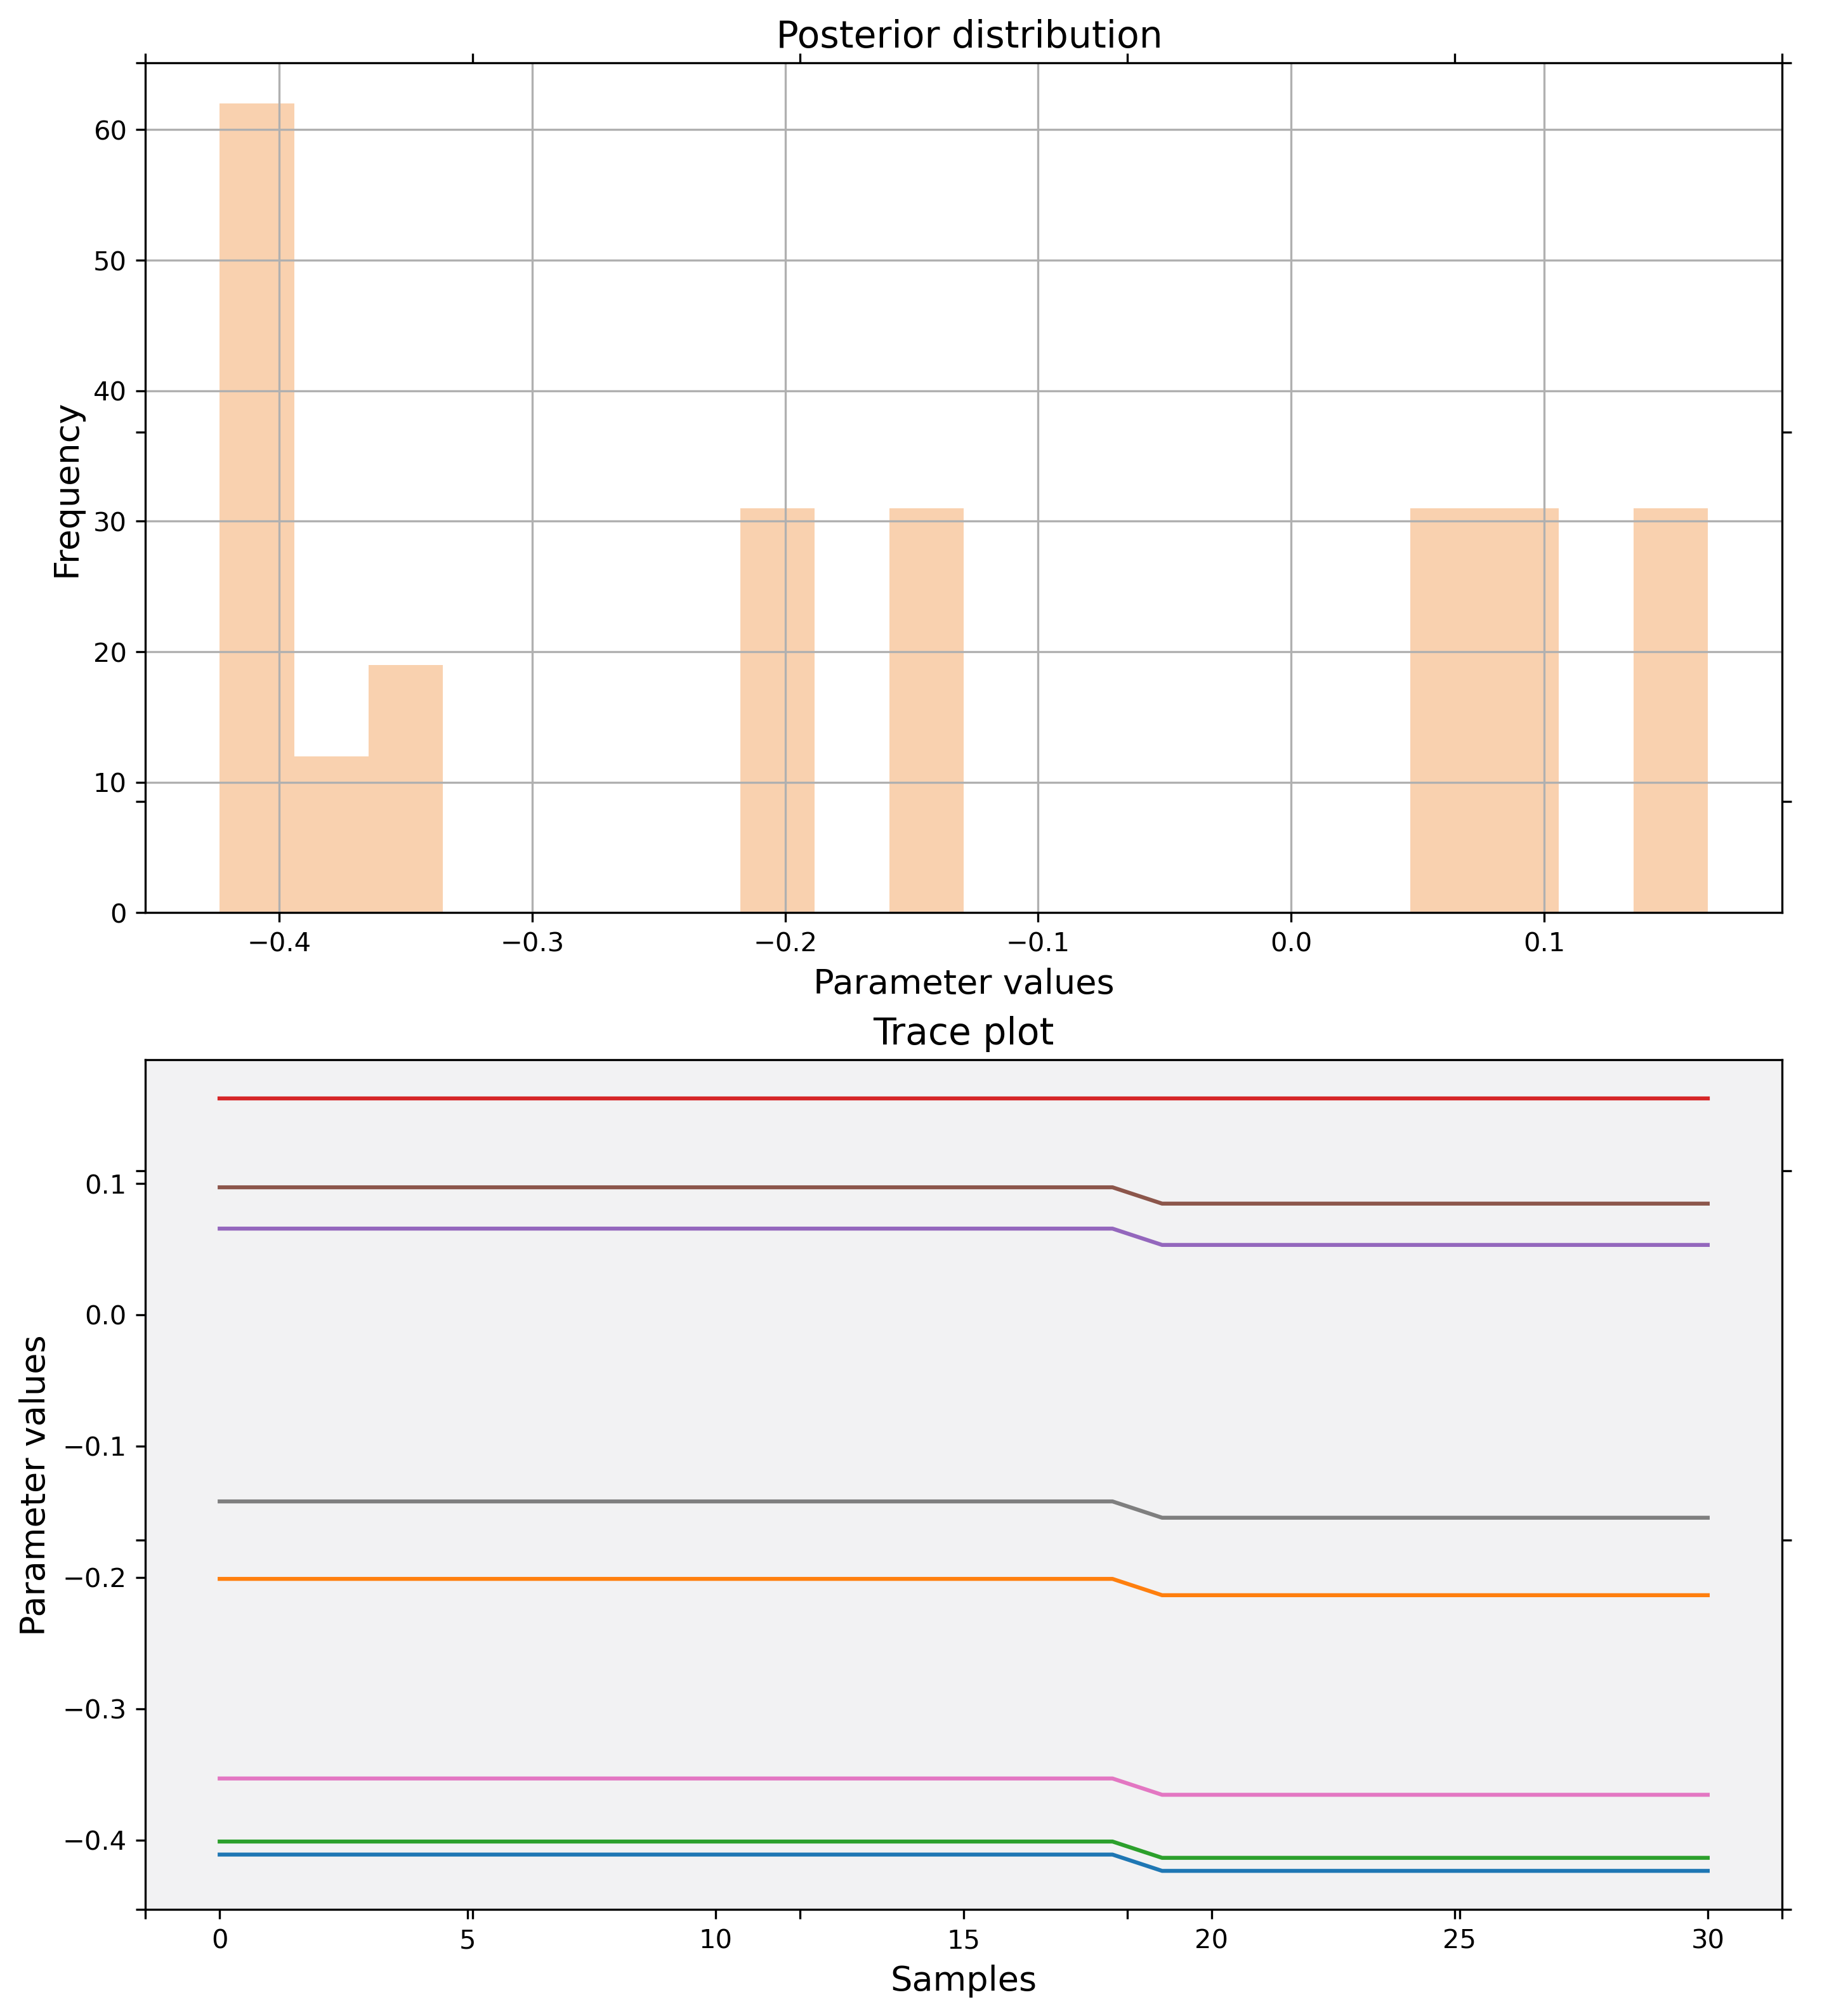 Posterior distribution
60
50
40
30
20
10
0
Frequency
−0.4 −0.3 −0.2 −0.1 0.0 0.1
Parameter values
Trace plot
0.1
0.0
−0.1
−0.2
−0.3
−0.4
Parameter values
0 5 10 15 20 25 30
Samples